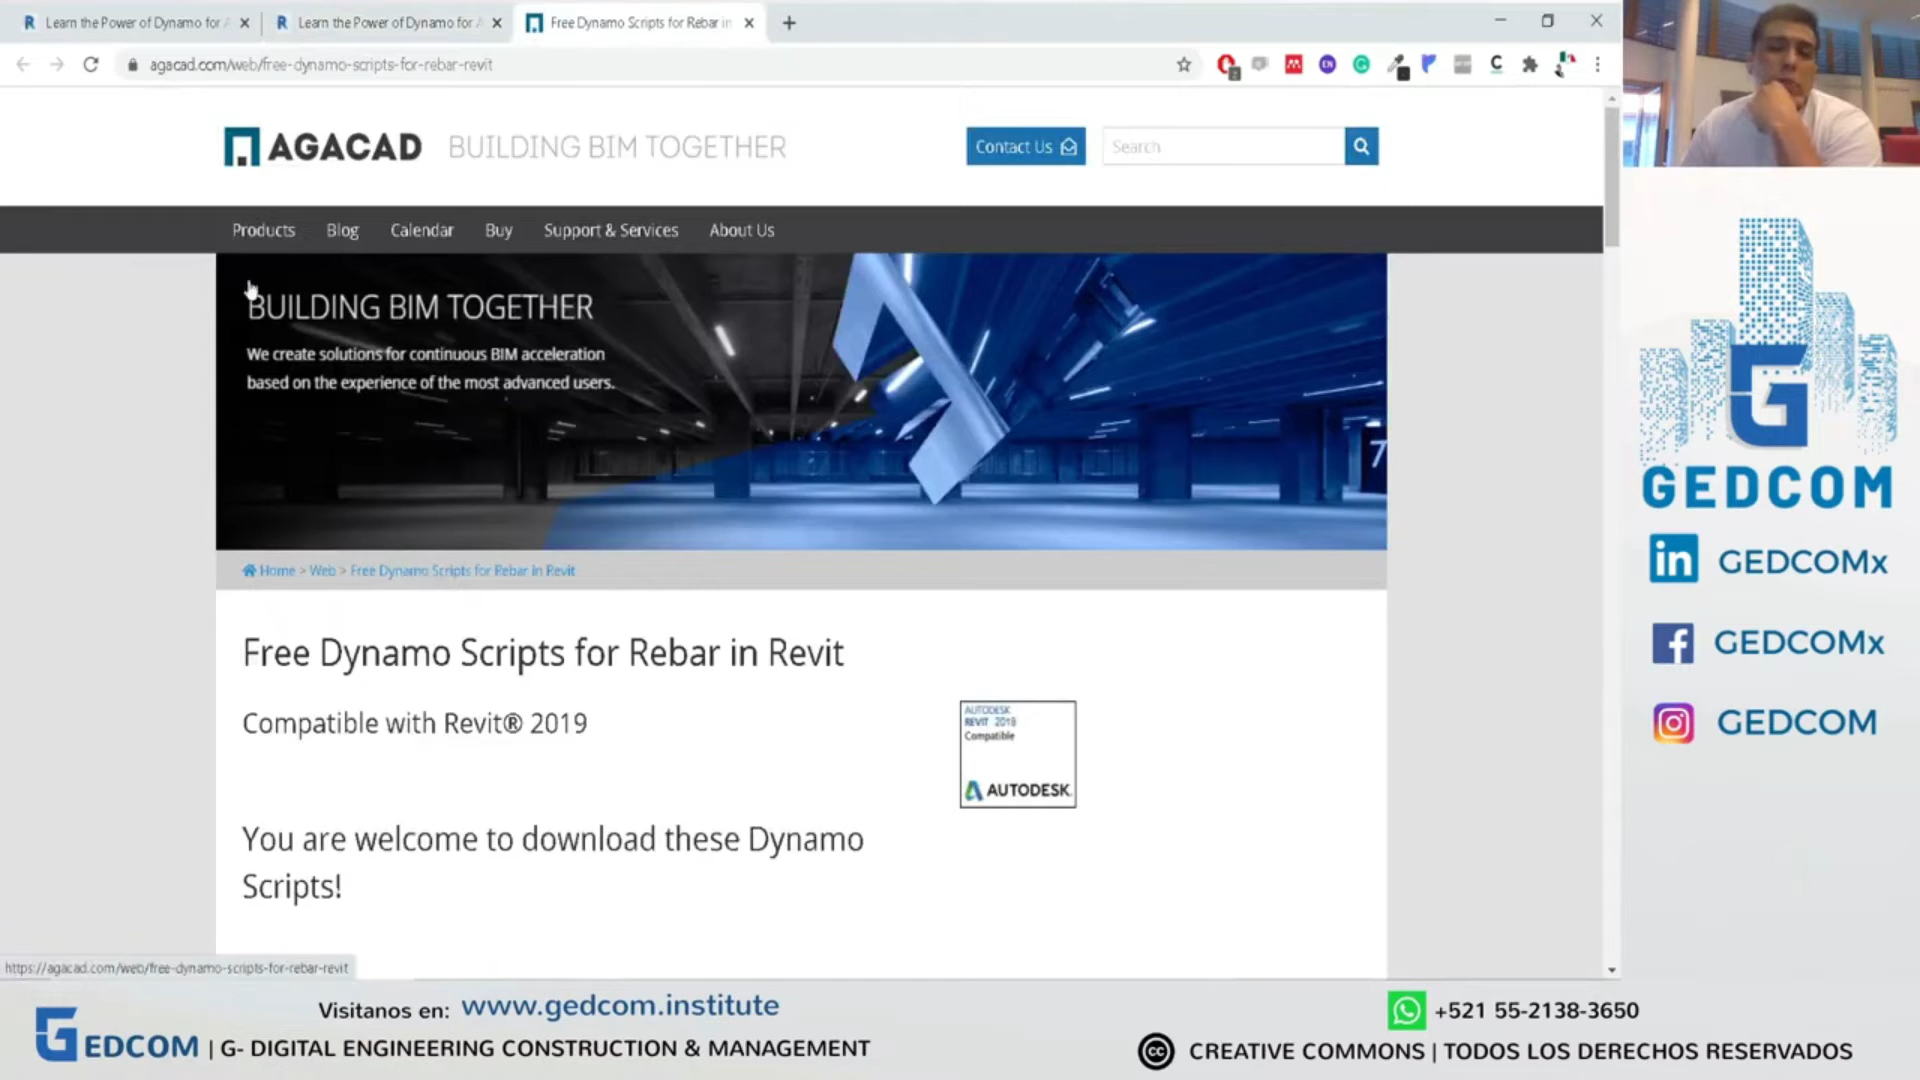 Learn the Power of Dynamo for A
Learn the Power of Dynamo for A
Free Dynamo Scripts for Rebar in
agacad.com/web/free-dynamo-scripts-for-rebar-revit
AGACAD BUILDING BIM TOGETHER
Contact Us
Search
Products Blog Calendar Buy Support & Services About Us
BUILDING BIM TOGETHER
We create solutions for continuous BIM acceleration
based on the experience of the most advanced users.
7
Home > Web > Free Dynamo Scripts for Rebar in Revit
Free Dynamo Scripts for Rebar in Revit
Compatible with Revit® 2019
AUTODESK
REVIT 2019
Compatible
AUTODESK.
You are welcome to download these Dynamo
Scripts!
https://agacad.com/web/free-dynamo-scripts-for-rebar-revit
G
GEDCOM
in GEDCOMx
f GEDCOMx
GEDCOM
Visitanos en: www.gedcom.institute
GEDCOM | G- DIGITAL ENGINEERING CONSTRUCTION & MANAGEMENT
+521 55-2138-3650
cc CREATIVE COMMONS | TODOS LOS DERECHOS RESERVADOS